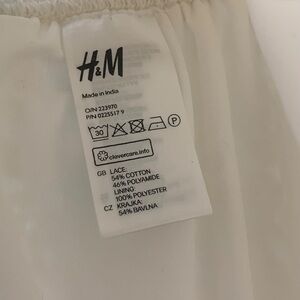 H&M
Made in India
O/N 223970
P/N 0225517 9
30 P
clevercare.info
GB LACE:
54% COTTON
46% POLYAMIDE
LINING:
100% POLYESTER
CZ KRAJKA:
54% BAVLNA